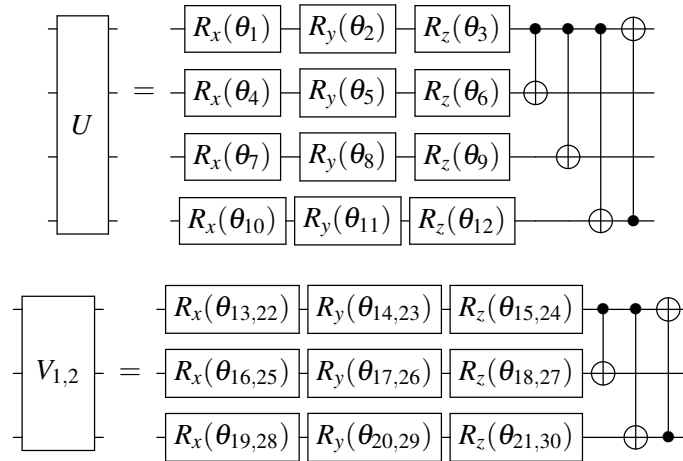 R_x(θ_1) R_y(θ_2) R_z(θ_3)
R_x(θ_4) R_y(θ_5) R_z(θ_6)
U =
R_x(θ_7) R_y(θ_8) R_z(θ_9)
R_x(θ_10) R_y(θ_11) R_z(θ_12)
R_x(θ_13,22) R_y(θ_14,23) R_z(θ_15,24)
V_1,2 = R_x(θ_16,25) R_y(θ_17,26) R_z(θ_18,27)
R_x(θ_19,28) R_y(θ_20,29) R_z(θ_21,30)